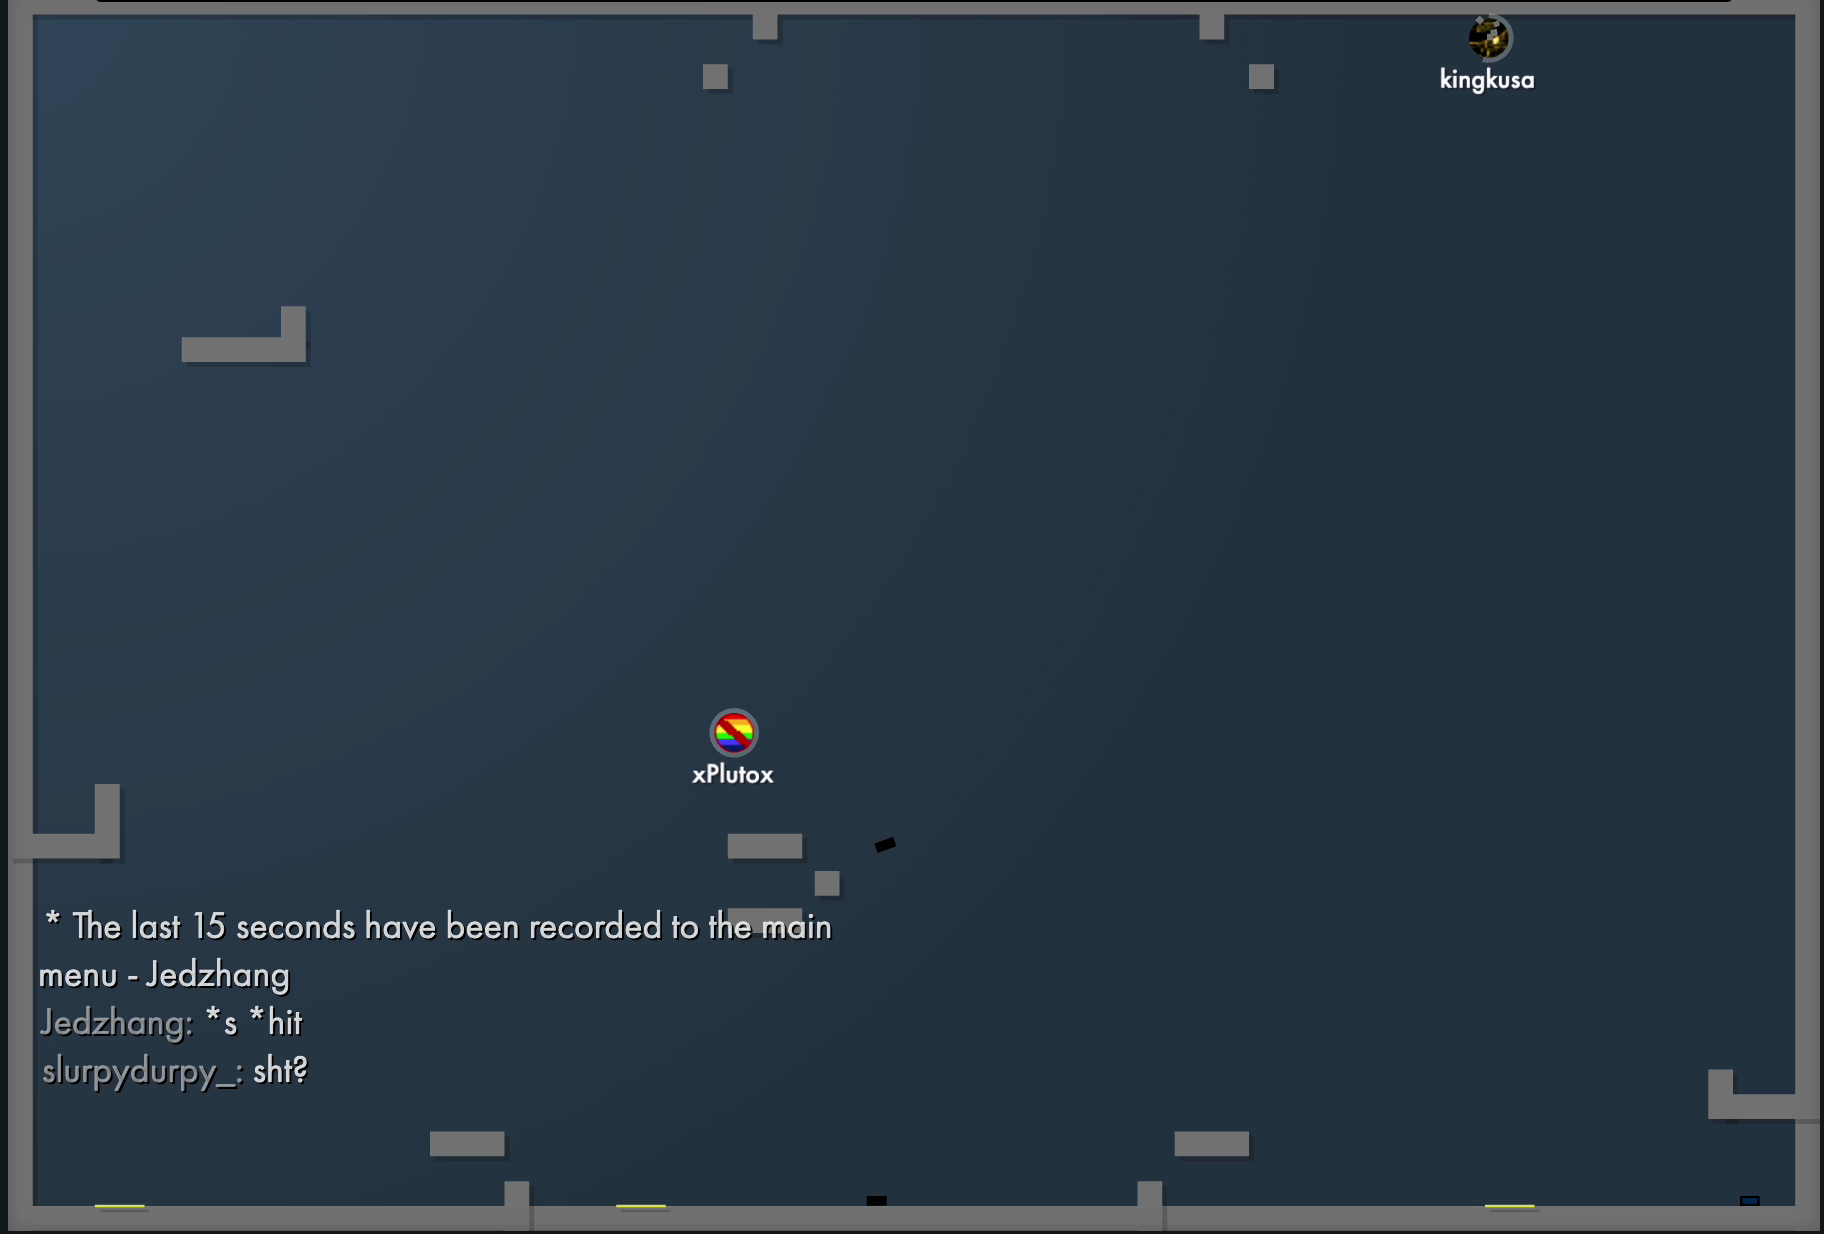 kingkusa
xPlutox
* The last 15 seconds have been recorded to the main
menu - Jedzhang
Jedzhang: *s *hit
slurpydurpy_: sht?